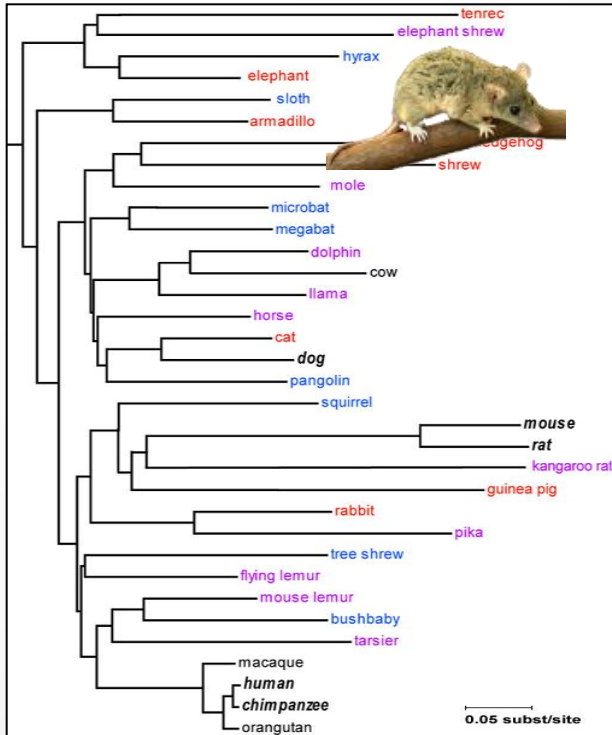 tenrec
elephant shrew
hyrax
elephant
sloth
armadillo
edgehog
shrew
mole
microbat
megabat
dolphin
cow
llama
horse
cat
dog
pangolin
squirrel
mouse
rat
kangaroo rat
guinea pig
rabbit
pika
tree shrew
flying lemur
mouse lemur
bushbaby
tarsier
macaque
human
chimpanzee
orangutan
0.05 subst/site